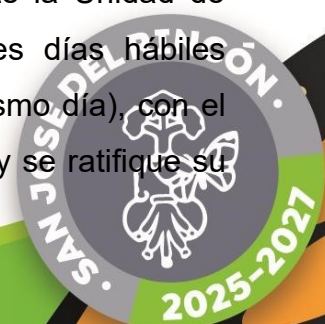 la Unidad de
es días hábiles
smo día), con el
y se ratifique su
SAN JOSÉ DEL RINCÓN.
2025-2027